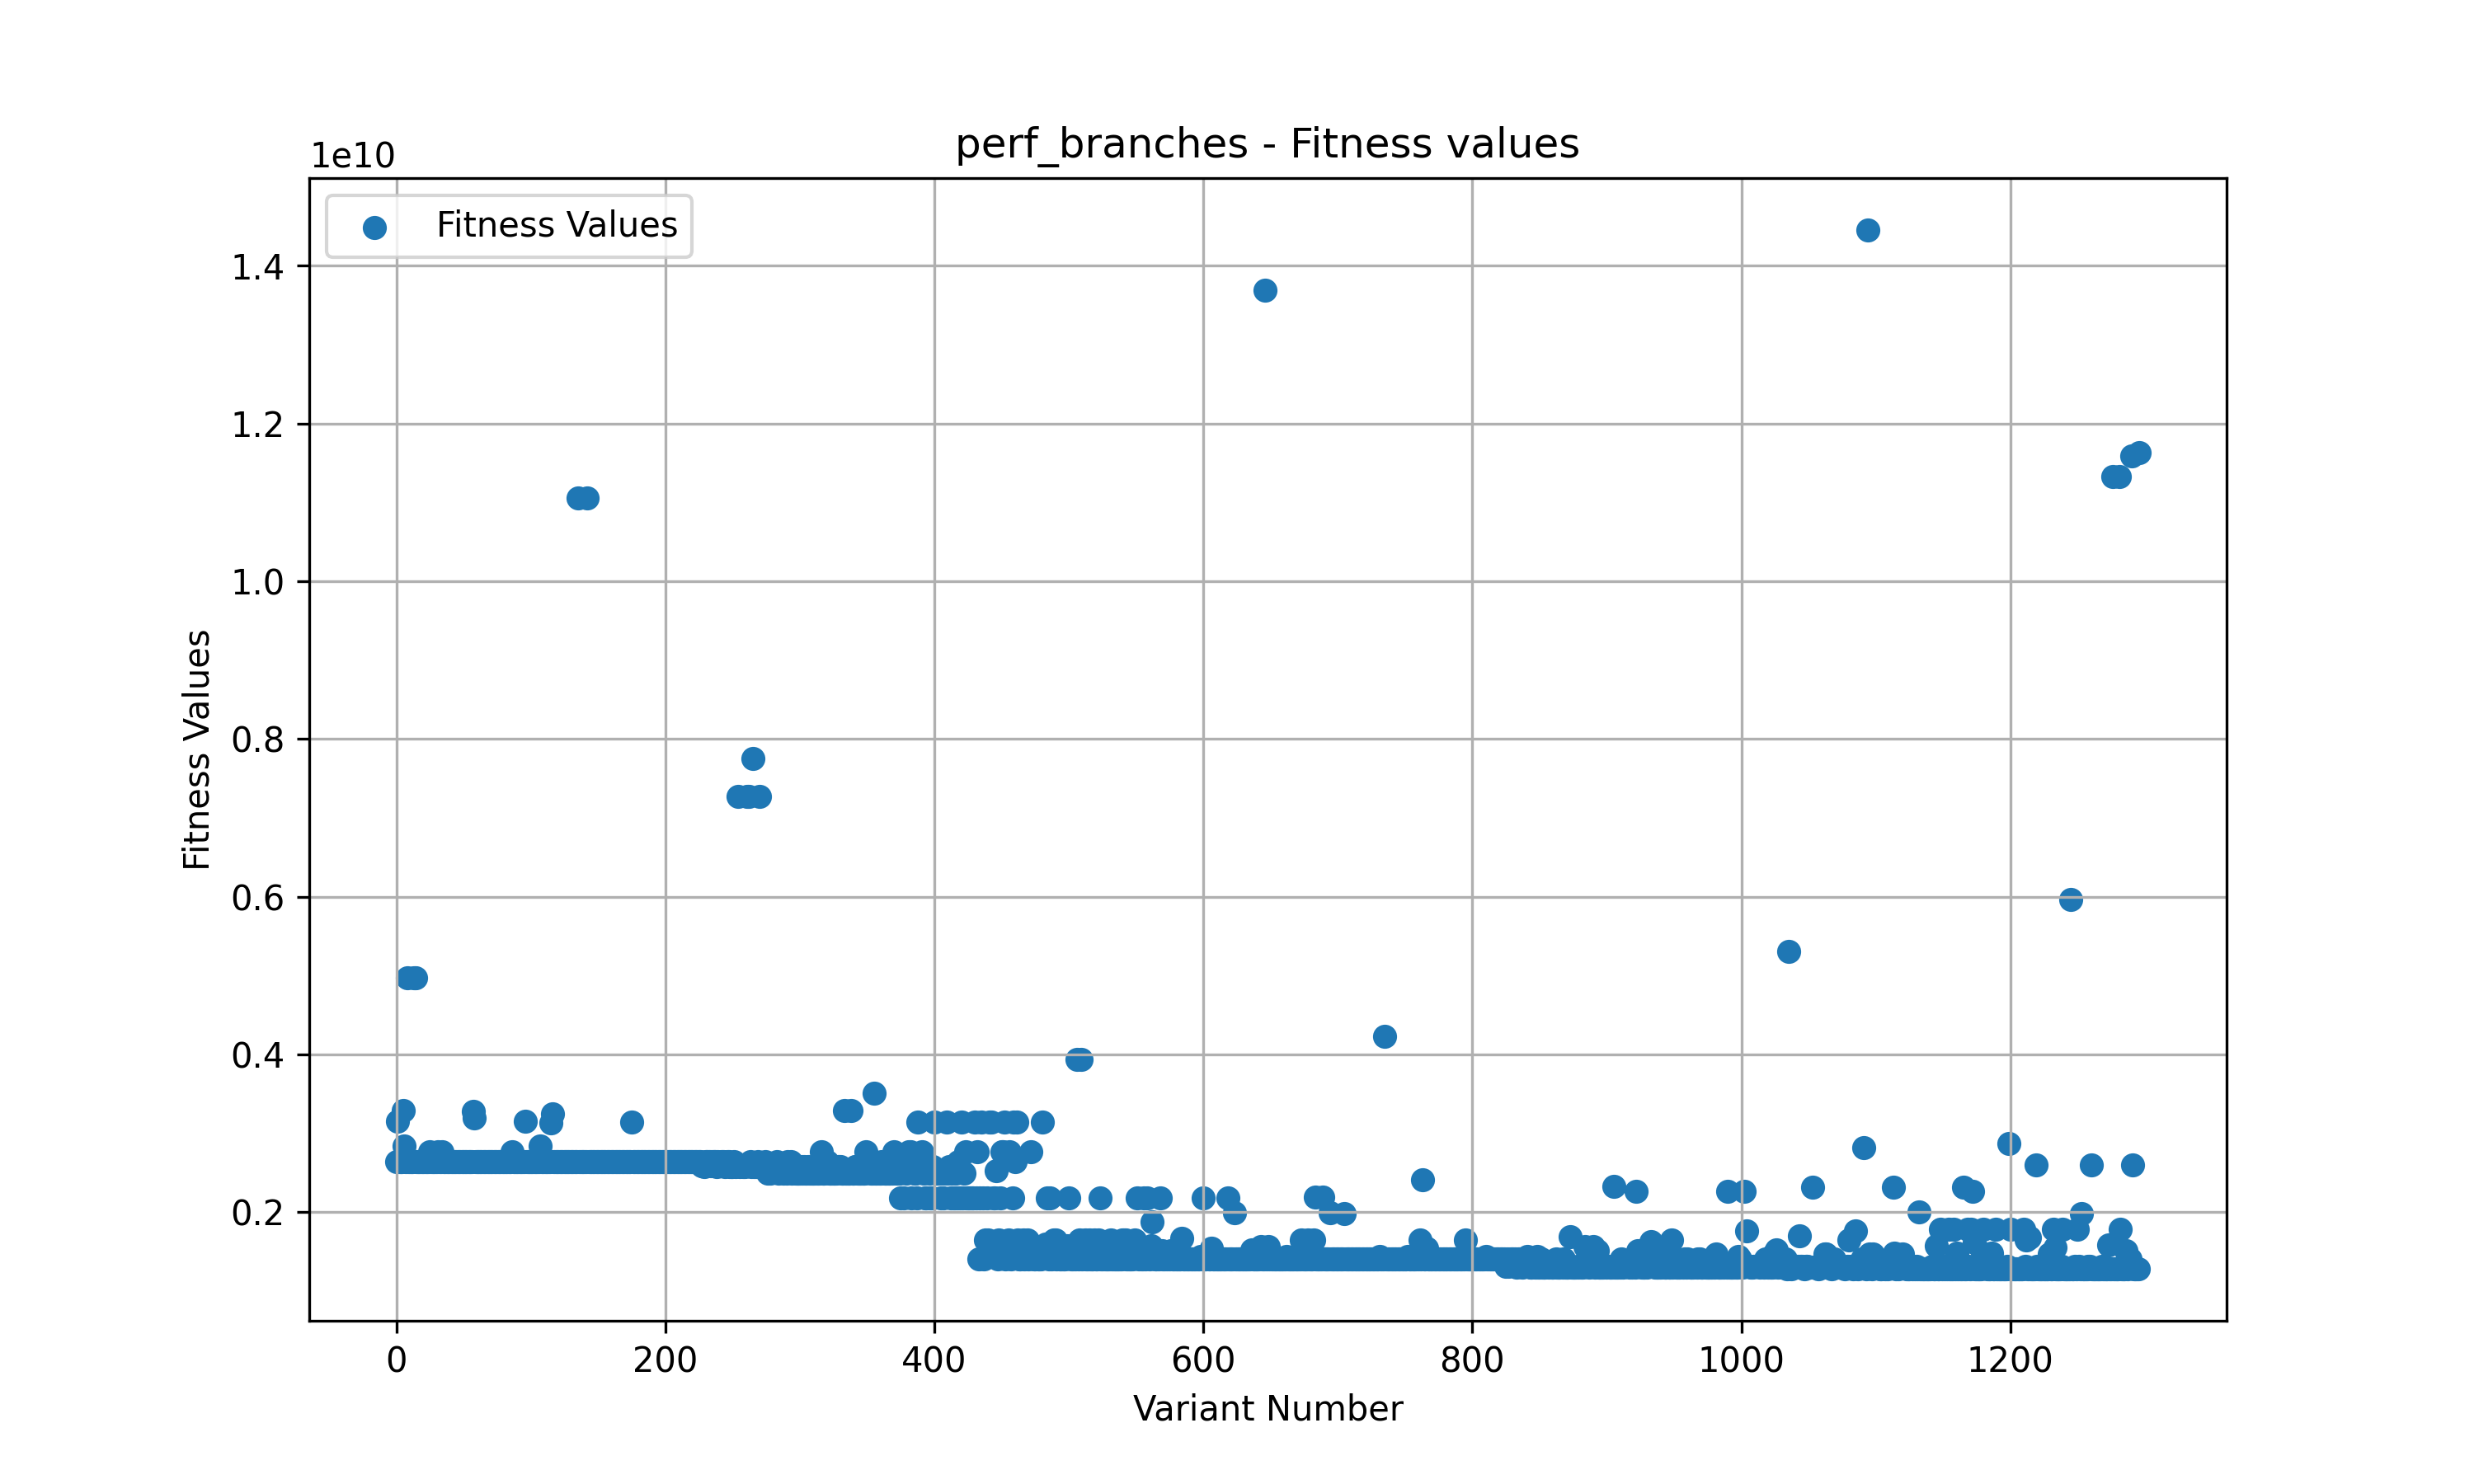 perf_branches - Fitness values
1e10
Fitness Values
1.4
1.2
1.0
0.8
0.6
0.4
0.2
Fitness Values
0 200 400 600 800 1000 1200
Variant Number